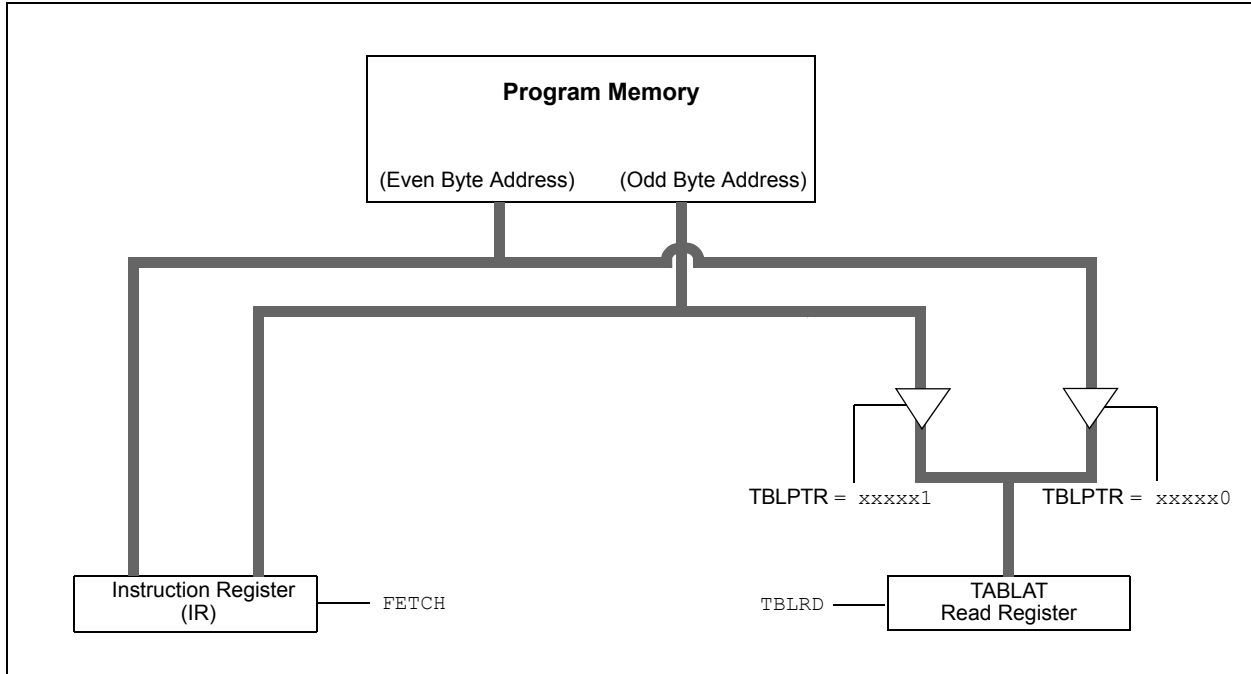 Program Memory
(Even Byte Address) (Odd Byte Address)
TBLPTR = xxxxx1 TBLPTR = xxxxx0
Instruction Register
(IR)
FETCH
TBLRD
TABLAT
Read Register